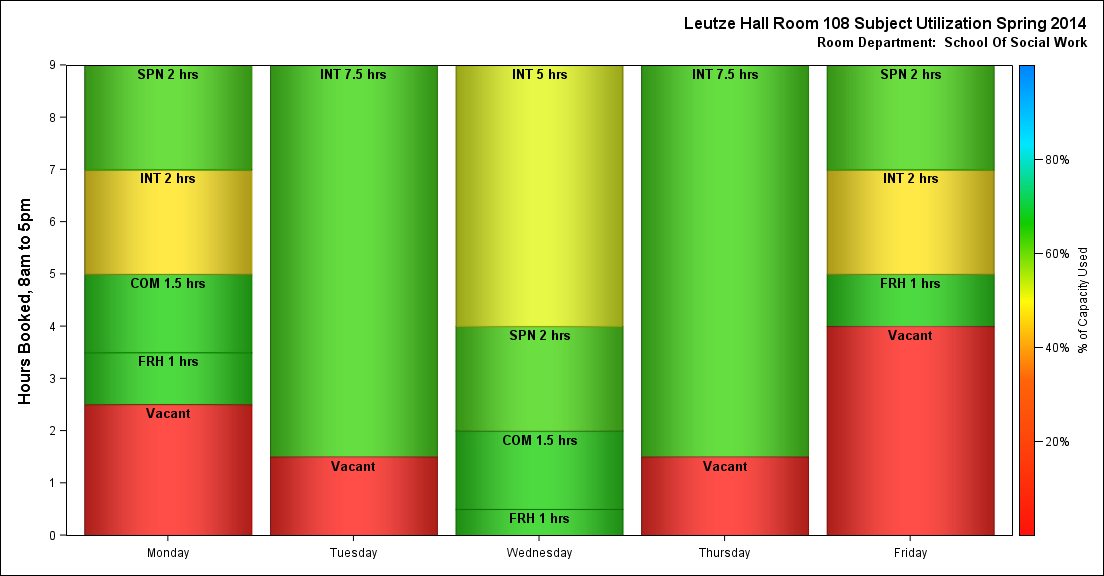 Leutze Hall Room 108 Subject Utilization Spring 2014
Room Department:  School Of Social Work
Hours Booked, 8am to 5pm
9
8
7
6
5
4
3
2
1
0
SPN 2 hrs
INT 2 hrs
COM 1.5 hrs
FRH 1 hrs
Vacant
INT 7.5 hrs
Vacant
INT 5 hrs
SPN 2 hrs
COM 1.5 hrs
FRH 1 hrs
INT 7.5 hrs
Vacant
SPN 2 hrs
INT 2 hrs
FRH 1 hrs
Vacant
Monday
Tuesday
Wednesday
Thursday
Friday
80%
60%
40%
20%
% of Capacity Used